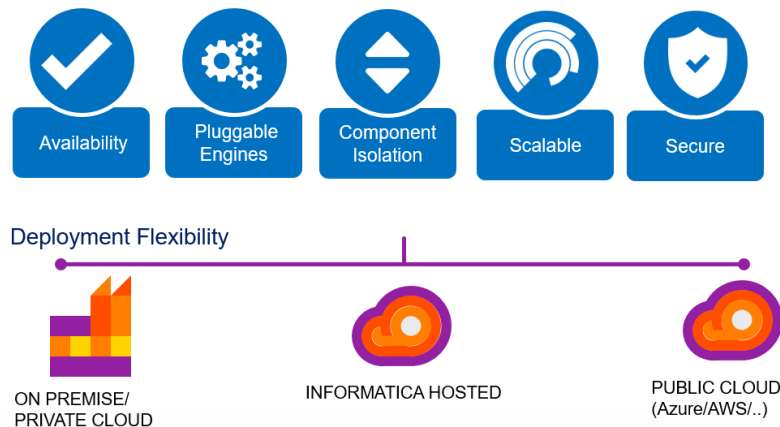 Availability
Pluggable
Engines
Component
Isolation
Scalable
Secure
Deployment Flexibility
ON PREMISE/
PRIVATE CLOUD
INFORMATICA HOSTED
PUBLIC CLOUD
(Azure/AWS/..)